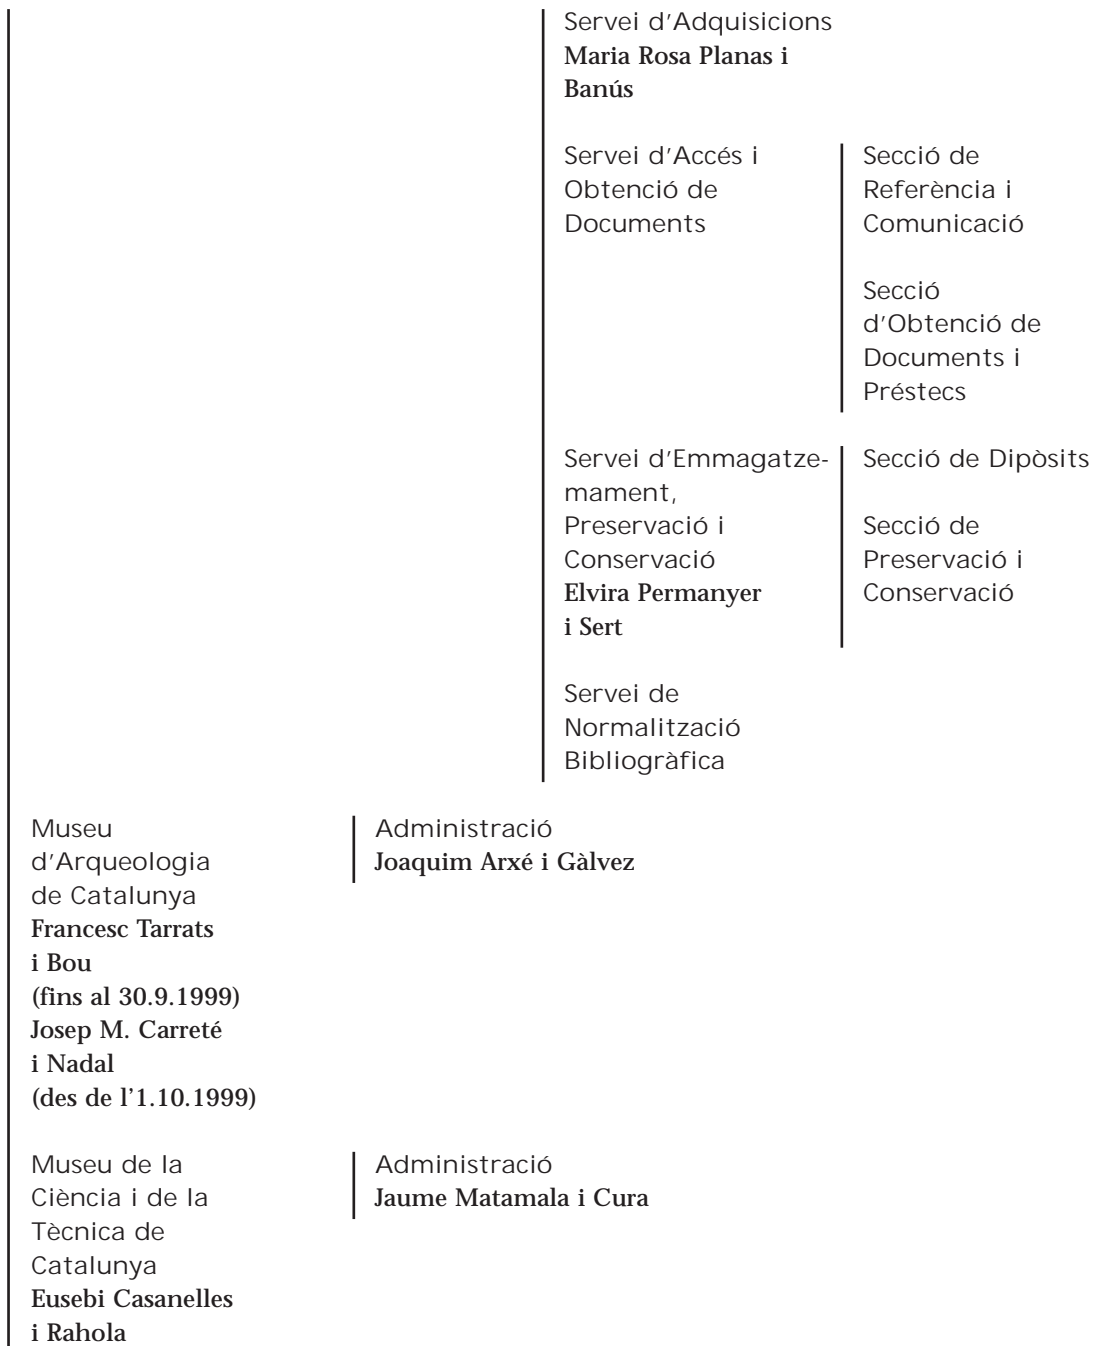 Servei d'Adquisicions
Maria Rosa Planas i
Banús
Servei d'Accés i
Obtenció de
Documents
Secció de
Referència i
Comunicació
Secció
d'Obtenció de
Documents i
Préstecs
Servei d'Emmagatze-
mament,
Preservació i
Conservació
Elvira Permanyer
i Sert
Secció de Dipòsits
Secció de
Preservació i
Conservació
Servei de
Normalització
Bibliogràfica
Museu
d'Arqueologia
de Catalunya
Francesc Tarrats
i Bou
(fins al 30.9.1999)
Josep M. Carreté
i Nadal
(des de l'1.10.1999)
Administració
Joaquim Arxé i Gàlvez
Museu de la
Ciència i de la
Tècnica de
Catalunya
Eusebi Casanelles
i Rahola
Administració
Jaume Matamala i Cura